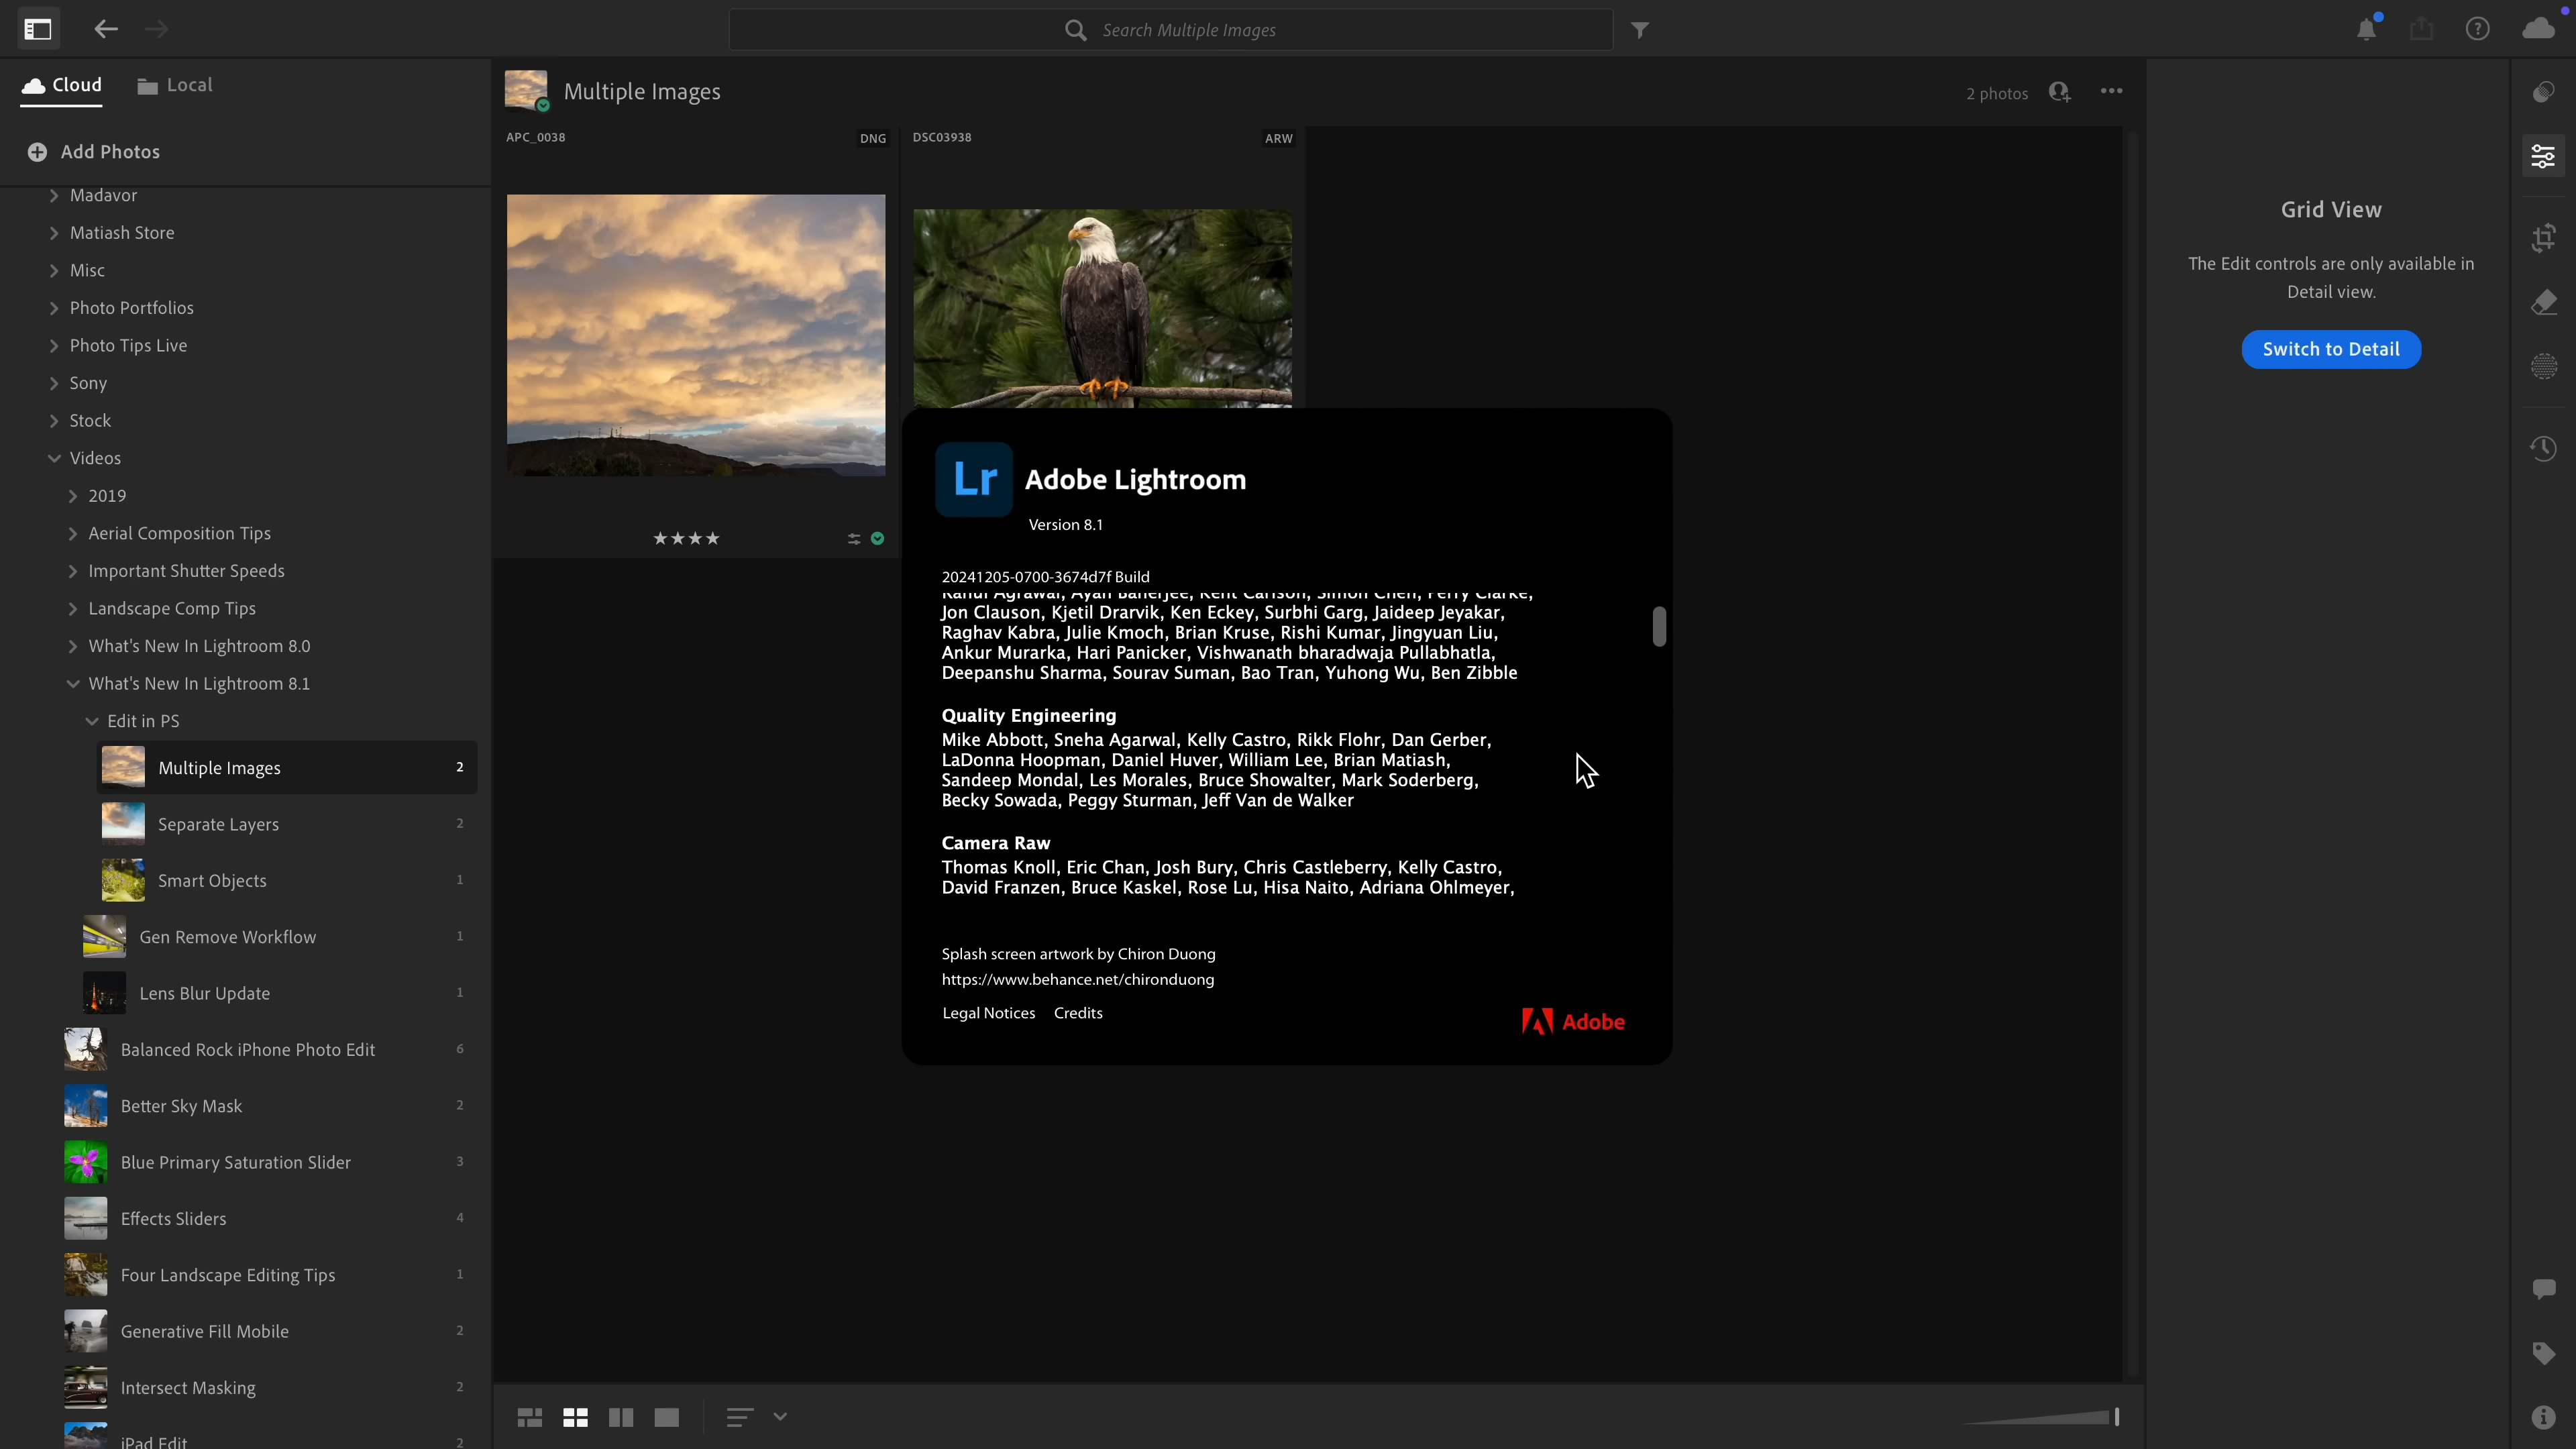 Search Multiple Images
Cloud
Local
Add Photos
Madavor
Matiash Store
Misc
Photo Portfolios
Photo Tips Live
Sony
Stock
Videos
2019
Aerial Composition Tips
Important Shutter Speeds
Landscape Comp Tips
What's New In Lightroom 8.0
What's New In Lightroom 8.1
Edit in PS
Multiple Images 2
Separate Layers 2
Smart Objects 1
Gen Remove Workflow 1
Lens Blur Update 1
Balanced Rock iPhone Photo Edit 6
Better Sky Mask 2
Blue Primary Saturation Slider 3
Effects Sliders 4
Four Landscape Editing Tips 1
Generative Fill Mobile 2
Intersect Masking 2
iPad Edit 2
Multiple Images
2 photos
APC_0038 DNG
DSC03938 ARW
Lr Adobe Lightroom
Version 8.1
20241205-0700-3674d7f Build
Rahul Agrawal, Ayan Banerjee, Kent Carlson, Simon Chen, Perry Clarke,
Jon Clauson, Kjetil Drarvik, Ken Eckey, Surbhi Garg, Jaideep Jeyakar,
Raghav Kabra, Julie Kmoch, Brian Kruse, Rishi Kumar, Jingyuan Liu,
Ankur Murarka, Hari Panicker, Vishwanath bharadwaja Pullabhatla,
Deepanshu Sharma, Sourav Suman, Bao Tran, Yuhong Wu, Ben Zibble
Quality Engineering
Mike Abbott, Sneha Agarwal, Kelly Castro, Rikk Flohr, Dan Gerber,
LaDonna Hoopman, Daniel Huver, William Lee, Brian Matiash,
Sandeep Mondal, Les Morales, Bruce Showalter, Mark Soderberg,
Becky Sowada, Peggy Sturman, Jeff Van de Walker
Camera Raw
Thomas Knoll, Eric Chan, Josh Bury, Chris Castleberry, Kelly Castro,
David Franzen, Bruce Kaskel, Rose Lu, Hisa Naito, Adriana Ohlmeyer,
Splash screen artwork by Chiron Duong
https://www.behance.net/chironduong
Legal Notices Credits
Adobe
Grid View
The Edit controls are only available in
Detail view.
Switch to Detail